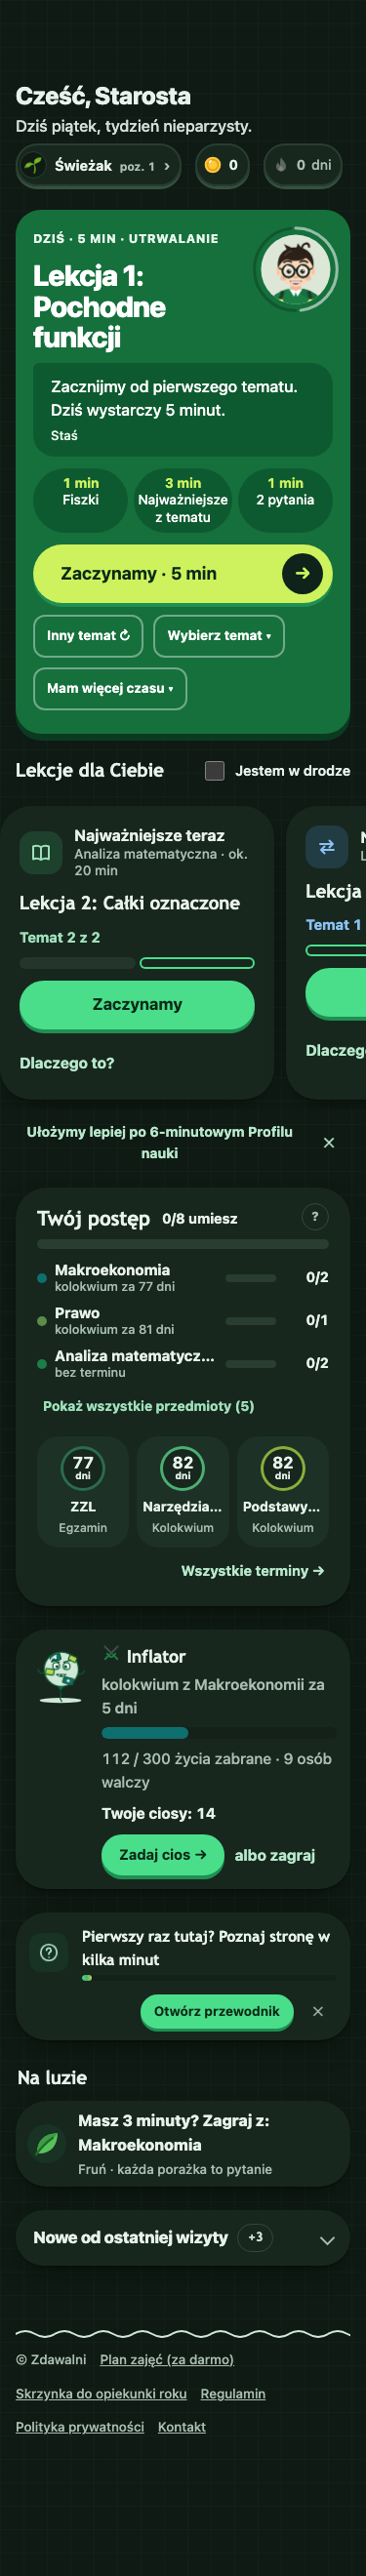 Cześć, Starosta
Dziś piątek, tydzień nieparzysty.
Świeżak poz. 1 ›
0
0 dni
DZIŚ · 5 MIN · UTRWALANIE
Lekcja 1:
Pochodne
funkcji
Zacznijmy od pierwszego tematu.
Dziś wystarczy 5 minut.
Staś
1 min
Fiszki
3 min
Najważniejsze
z tematu
1 min
2 pytania
Zaczynamy · 5 min →
Inny temat ↻
Wybierz temat ▾
Mam więcej czasu ▾
Lekcje dla Ciebie
Jestem w drodze
Najważniejsze teraz
Analiza matematyczna · ok.
20 min
Lekcja 2: Całki oznaczone
Temat 2 z 2
Zaczynamy
Dlaczego to?
N
L
Lekcja
Temat 1
Dlaczeg
Ułożymy lepiej po 6-minutowym Profilu
nauki
×
Twój postęp 0/8 umiesz ?
Makroekonomia 0/2
kolokwium za 77 dni
Prawo 0/1
kolokwium za 81 dni
Analiza matematycz... 0/2
bez terminu
Pokaż wszystkie przedmioty (5)
77
dni
ZZL
Egzamin
82
dni
Narzędzia...
Kolokwium
82
dni
Podstawy...
Kolokwium
Wszystkie terminy →
Inflator
kolokwium z Makroekonomii za
5 dni
112 / 300 życia zabrane · 9 osób
walczy
Twoje ciosy: 14
Zadaj cios →
albo zagraj
Pierwszy raz tutaj? Poznaj stronę w
kilka minut
Otwórz przewodnik ×
Na luzie
Masz 3 minuty? Zagraj z:
Makroekonomia
Fruń · każda porażka to pytanie
Nowe od ostatniej wizyty +3
© Zdawalni Plan zajęć (za darmo)
Skrzynka do opiekunki roku Regulamin
Polityka prywatności Kontakt